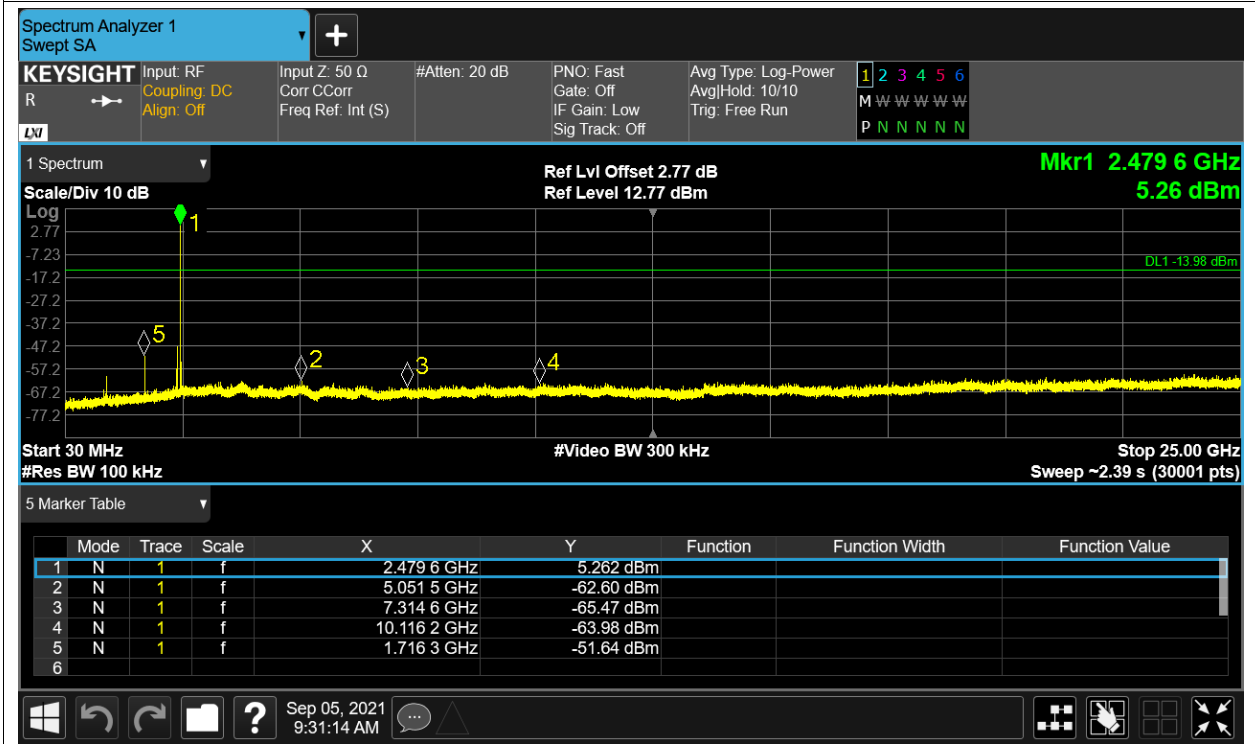 Spectrum Analyzer 1
Swept SA
+
KEYSIGHT Input: RF Input Z: 50 Ω #Atten: 20 dB PNO: Fast Avg Type: Log-Power 1 2 3 4 5 6
R Coupling: DC Corr CCorr Gate: Off Avg|Hold: 10/10 M W W W W W
Align: Off Freq Ref: Int (S) IF Gain: Low Trig: Free Run
LXI Sig Track: Off P N N N N N
1 Spectrum
Ref Lvl Offset 2.77 dB Mkr1 2.479 6 GHz
Scale/Div 10 dB Ref Level 12.77 dBm 5.26 dBm
Log
1
2.77
-7.23
DL1 -13.98 dBm
-17.2
-27.2
-37.2
5
-47.2
2 3 4
-57.2
-67.2
-77.2
Start 30 MHz #Video BW 300 kHz Stop 25.00 GHz
#Res BW 100 kHz Sweep ~2.39 s (30001 pts)
5 Marker Table
Mode Trace Scale X Y Function Function Width Function Value
1 N 1 f 2.479 6 GHz 5.262 dBm
2 N 1 f 5.051 5 GHz -62.60 dBm
3 N 1 f 7.314 6 GHz -65.47 dBm
4 N 1 f 10.116 2 GHz -63.98 dBm
5 N 1 f 1.716 3 GHz -51.64 dBm
6
? Sep 05, 2021
9:31:14 AM